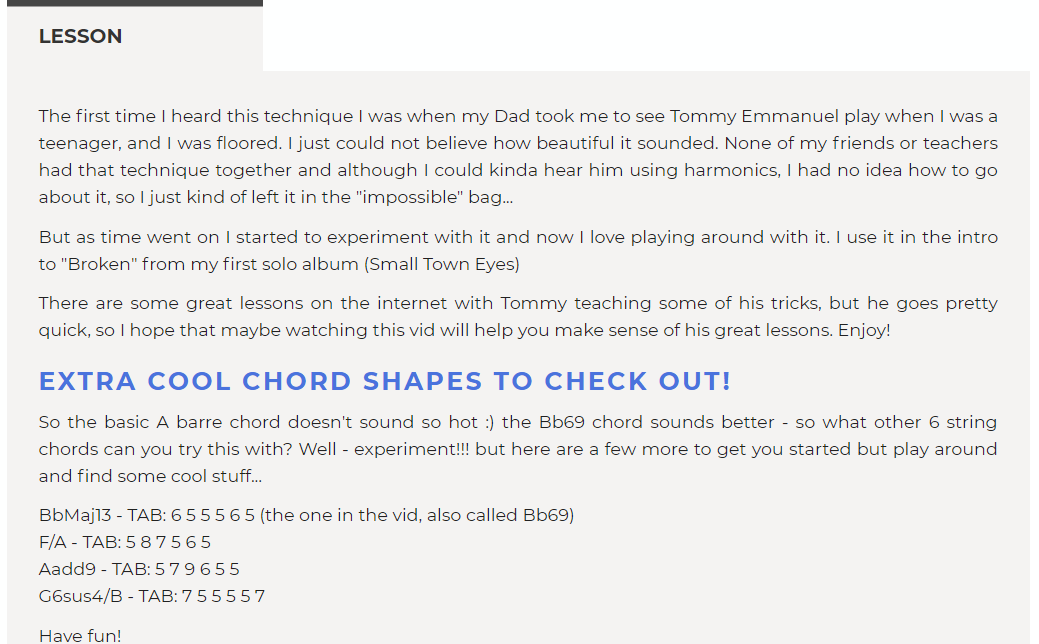 LESSON
The first time I heard this technique I was when my Dad took me to see Tommy Emmanuel play when I was a
teenager, and I was floored. I just could not believe how beautiful it sounded. None of my friends or teachers
had that technique together and although I could kinda hear him using harmonics, I had no idea how to go
about it, so I just kind of left it in the "impossible" bag...
But as time went on I started to experiment with it and now I love playing around with it. I use it in the intro
to "Broken" from my first solo album (Small Town Eyes)
There are some great lessons on the internet with Tommy teaching some of his tricks, but he goes pretty
quick, so I hope that maybe watching this vid will help you make sense of his great lessons. Enjoy!
EXTRA COOL CHORD SHAPES TO CHECK OUT!
So the basic A barre chord doesn't sound so hot :) the Bb69 chord sounds better - so what other 6 string
chords can you try this with? Well - experiment!!! but here are a few more to get you started but play around
and find some cool stuff...
BbMaj13 - TAB: 6 5 5 5 6 5 (the one in the vid, also called Bb69)
F/A - TAB: 5 8 7 5 6 5
Aadd9 - TAB: 5 7 9 6 5 5
G6sus4/B - TAB: 7 5 5 5 5 7
Have fun!